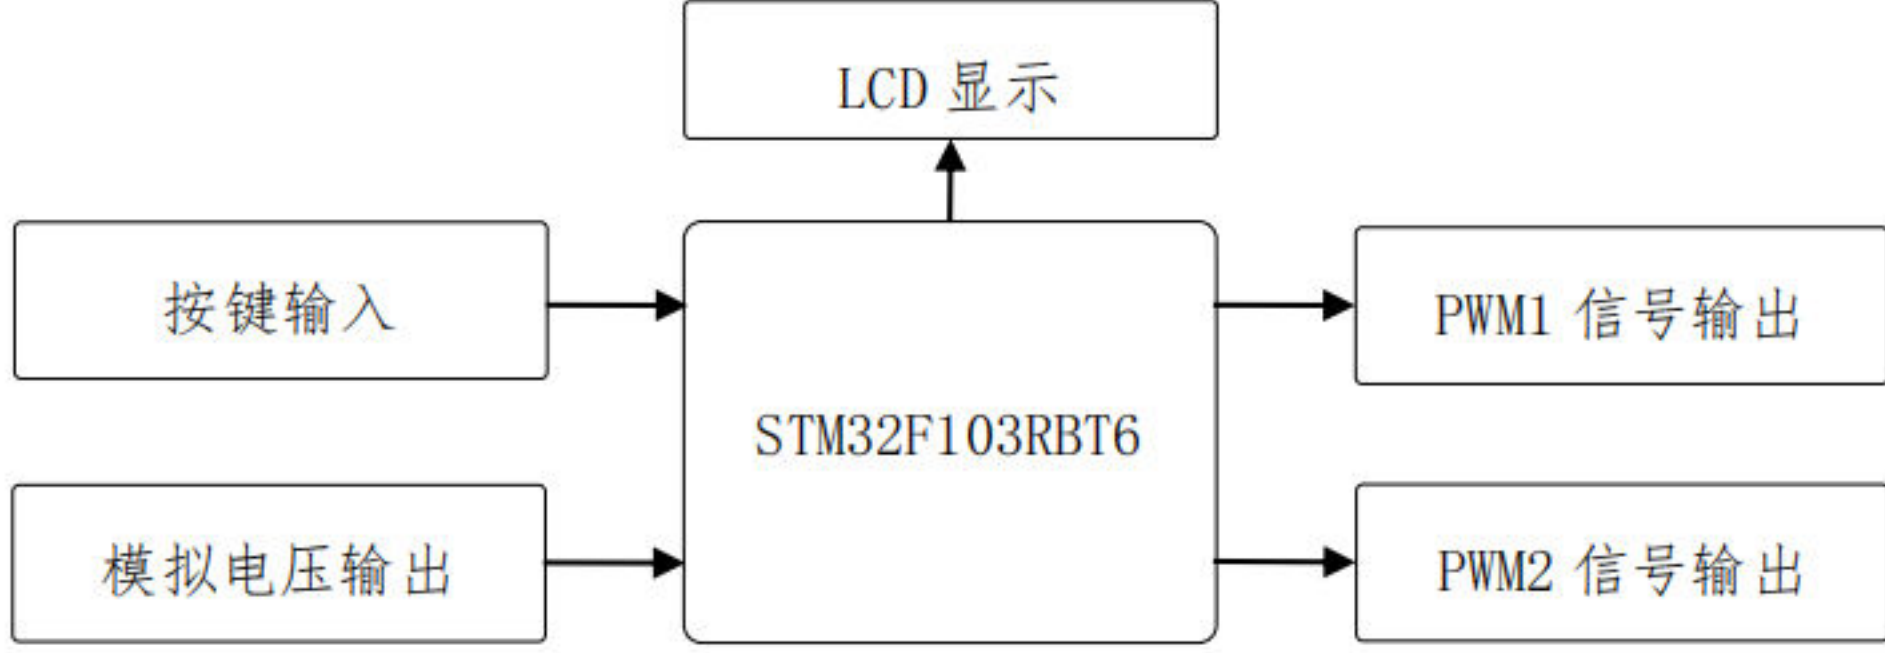 LCD 显示
按键输入
PWM1 信号输出
STM32F103RBT6
模拟电压输出
PWM2 信号输出